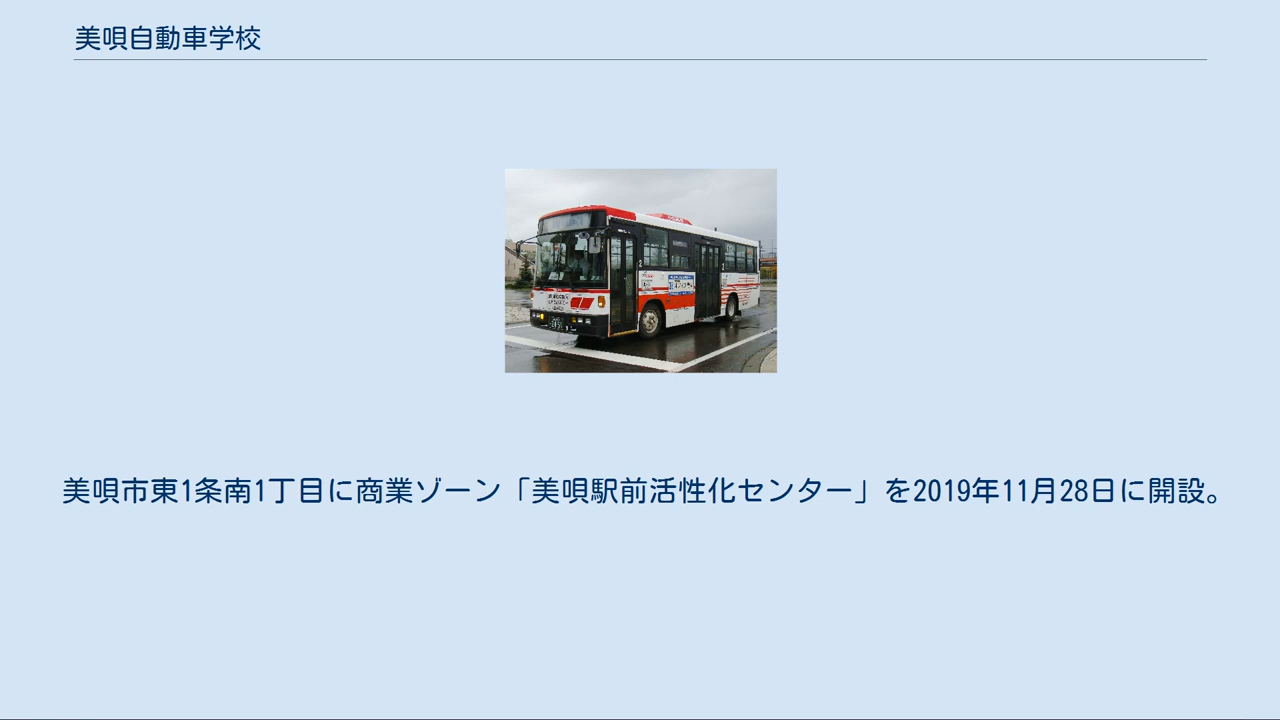 美唄自動車学校
美唄市東1条南1丁目に商業ゾーン「美唄駅前活性化センター」を2019年11月28日に開設。